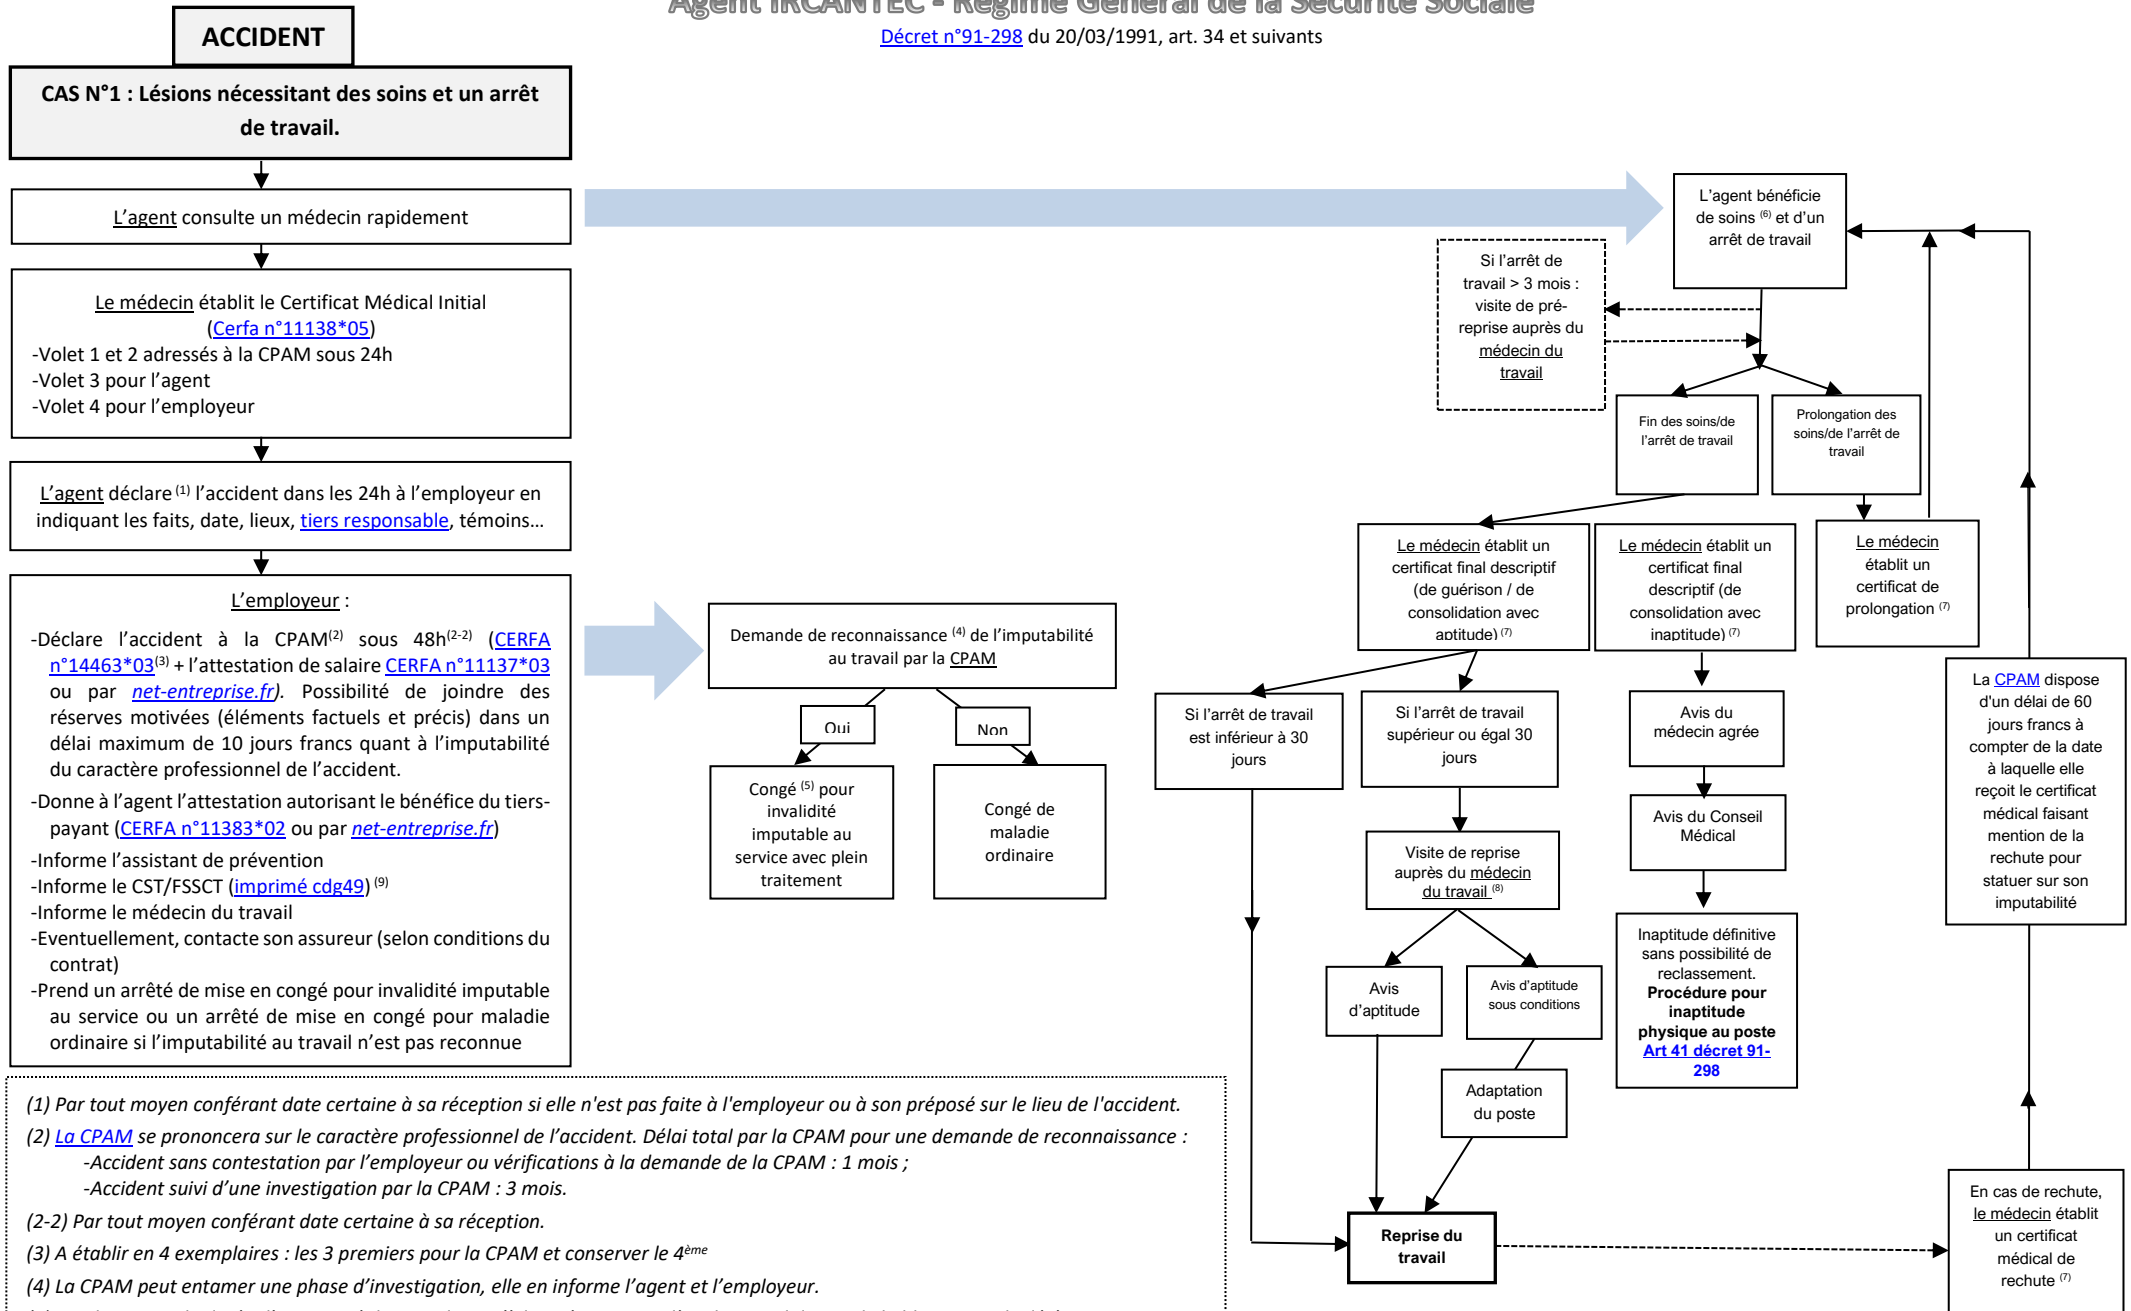 Agent IRCANTEC - Régime Général de la Sécurité Sociale
Décret n°91-298 du 20/03/1991, art. 34 et suivants
ACCIDENT
CAS N°1 : Lésions nécessitant des soins et un arrêt
de travail.
L'agent consulte un médecin rapidement
Le médecin établit le Certificat Médical Initial
(Cerfa n°11138*05)
-Volet 1 et 2 adressés à la CPAM sous 24h
-Volet 3 pour l'agent
-Volet 4 pour l'employeur
L'agent déclare (1) l'accident dans les 24h à l'employeur en
indiquant les faits, date, lieux, tiers responsable, témoins…
L'employeur :
-Déclare l'accident à la CPAM(2) sous 48h(2-2) (CERFA
n°14463*03(3) + l'attestation de salaire CERFA n°11137*03
ou par net-entreprise.fr). Possibilité de joindre des
réserves motivées (éléments factuels et précis) dans un
délai maximum de 10 jours francs quant à l'imputabilité
du caractère professionnel de l'accident.
-Donne à l'agent l'attestation autorisant le bénéfice du tiers-
payant (CERFA n°11383*02 ou par net-entreprise.fr)
-Informe l'assistant de prévention
-Informe le CST/FSSCT (imprimé cdg49) (9)
-Informe le médecin du travail
-Eventuellement, contacte son assureur (selon conditions du
contrat)
-Prend un arrêté de mise en congé pour invalidité imputable
au service ou un arrêté de mise en congé pour maladie
ordinaire si l'imputabilité au travail n'est pas reconnue
Demande de reconnaissance (4) de l'imputabilité
au travail par la CPAM
Oui
Non
Congé (5) pour
invalidité
imputable au
service avec plein
traitement
Congé de
maladie
ordinaire
L'agent bénéficie
de soins (6) et d'un
arrêt de travail
Si l'arrêt de
travail > 3 mois :
visite de pré-
reprise auprès du
médecin du
travail
Fin des soins/de
l'arrêt de travail
Prolongation des
soins/de l'arrêt de
travail
Le médecin établit un
certificat final descriptif
(de guérison / de
consolidation avec
aptitude) (7)
Le médecin établit un
certificat final
descriptif (de
consolidation avec
inaptitude) (7)
Le médecin
établit un
certificat de
prolongation (7)
Si l'arrêt de travail
est inférieur à 30
jours
Si l'arrêt de travail
supérieur ou égal 30
jours
Avis du
médecin agrée
Avis du Conseil
Médical
Visite de reprise
auprès du médecin
du travail (8)
Inaptitude définitive
sans possibilité de
reclassement.
Procédure pour
inaptitude
physique au poste
Art 41 décret 91-
298
Avis
d'aptitude
Avis d'aptitude
sous conditions
Adaptation
du poste
Reprise du
travail
La CPAM dispose
d'un délai de 60
jours francs à
compter de la date
à laquelle elle
reçoit le certificat
médical faisant
mention de la
rechute pour
statuer sur son
imputabilité
En cas de rechute,
le médecin établit
un certificat
médical de
rechute (7)
(1) Par tout moyen conférant date certaine à sa réception si elle n'est pas faite à l'employeur ou à son préposé sur le lieu de l'accident.
(2) La CPAM se prononcera sur le caractère professionnel de l'accident. Délai total par la CPAM pour une demande de reconnaissance :
-Accident sans contestation par l'employeur ou vérifications à la demande de la CPAM : 1 mois ;
-Accident suivi d'une investigation par la CPAM : 3 mois.
(2-2) Par tout moyen conférant date certaine à sa réception.
(3) A établir en 4 exemplaires : les 3 premiers pour la CPAM et conserver le 4ème
(4) La CPAM peut entamer une phase d'investigation, elle en informe l'agent et l'employeur.